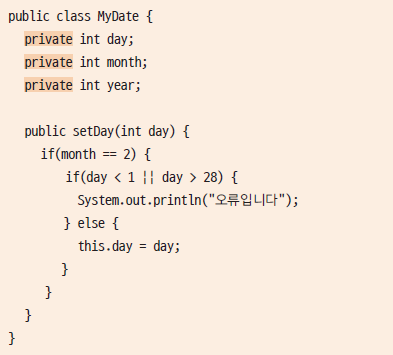 public class MyDate {
private int day;
private int month;
private int year;
public setDay(int day) {
if(month == 2) {
if(day < 1 || day > 28) {
System.out.println("오류입니다");
} else {
this.day = day;
}
}
}
}